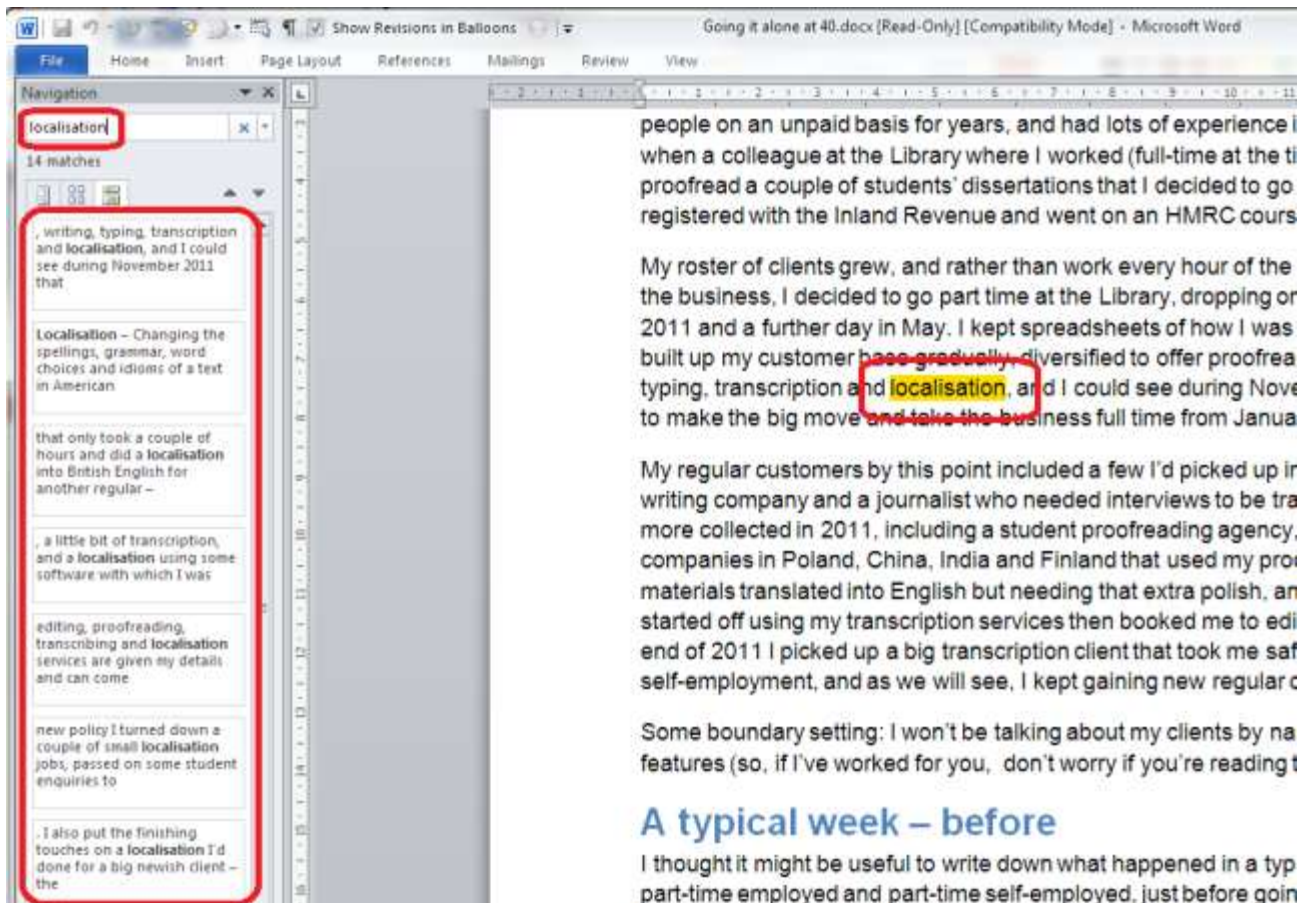 Show Revisions in Balloons
Going it alone at 40.docx [Read-Only] [Compatibility Mode] - Microsoft Word
File Home Insert Page Layout References Mailings Review View
Navigation
localisation
14 matches
, writing, typing, transcription
and localisation, and I could
see during November 2011
that
Localisation – Changing the
spellings, grammar, word
choices and idioms of a text
in American
that only took a couple of
hours and did a localisation
into British English for
another regular –
, a little bit of transcription,
and a localisation using some
software with which I was
editing, proofreading,
transcribing and localisation
services are given my details
and can come
new policy I turned down a
couple of small localisation
jobs, passed on some student
enquiries to
. I also put the finishing
touches on a localisation I'd
done for a big newish client –
the
people on an unpaid basis for years, and had lots of experience i
when a colleague at the Library where I worked (full-time at the ti
proofread a couple of students' dissertations that I decided to go
registered with the Inland Revenue and went on an HMRC cours
My roster of clients grew, and rather than work every hour of the
the business, I decided to go part time at the Library, dropping on
2011 and a further day in May. I kept spreadsheets of how I was
built up my customer base gradually, diversified to offer proofrea
typing, transcription and localisation, and I could see during Nove
to make the big move and take the business full time from Janua
My regular customers by this point included a few I'd picked up in
writing company and a journalist who needed interviews to be tra
more collected in 2011, including a student proofreading agency,
companies in Poland, China, India and Finland that used my proo
materials translated into English but needing that extra polish, an
started off using my transcription services then booked me to edi
end of 2011 I picked up a big transcription client that took me saf
self-employment, and as we will see, I kept gaining new regular c
Some boundary setting: I won't be talking about my clients by na
features (so, if I've worked for you, don't worry if you're reading t
A typical week – before
I thought it might be useful to write down what happened in a typ
part-time employed and part-time self-employed, just before goin